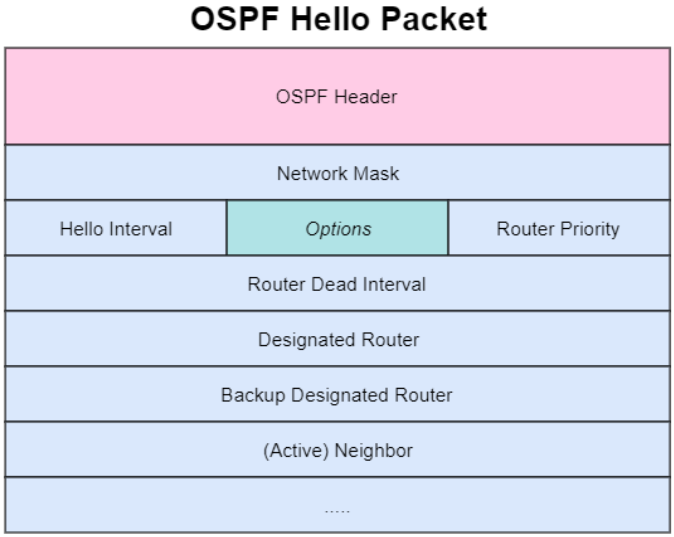 OSPF Hello Packet
OSPF Header
Network Mask
Hello Interval Options Router Priority
Router Dead Interval
Designated Router
Backup Designated Router
(Active) Neighbor
.....